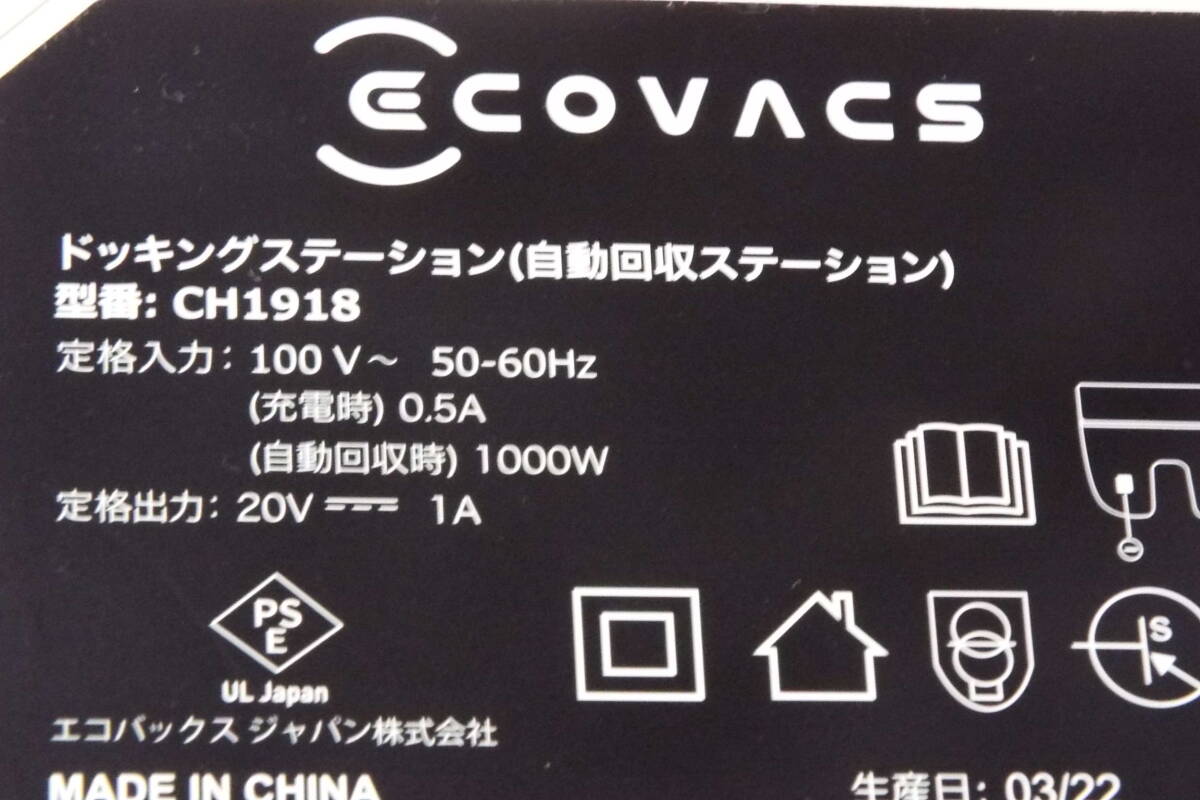 ECOVACS
ドッキングステーション(自動回収ステーション)
型番: CH1918
定格入力: 100 V～ 50-60Hz
(充電時) 0.5A
(自動回収時) 1000W
定格出力: 20V ⎓ 1A
S
PS
E
UL Japan
エコバックス ジャパン株式会社
MADE IN CHINA
生産日: 03/22